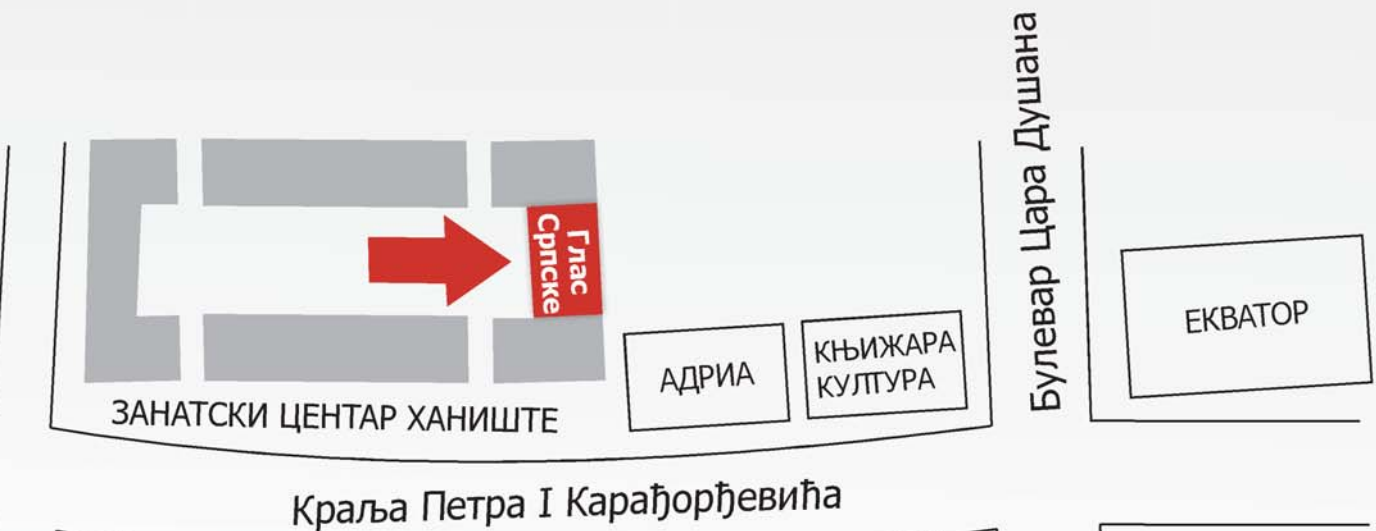 Булевар Цара Душана
Глас
Српске
ЕКВАТОР
АДРИА
КЊИЖАРА
КУЛТУРА
ЗАНАТСКИ ЦЕНТАР ХАНИШТЕ
Краља Петра I Карађорђевића